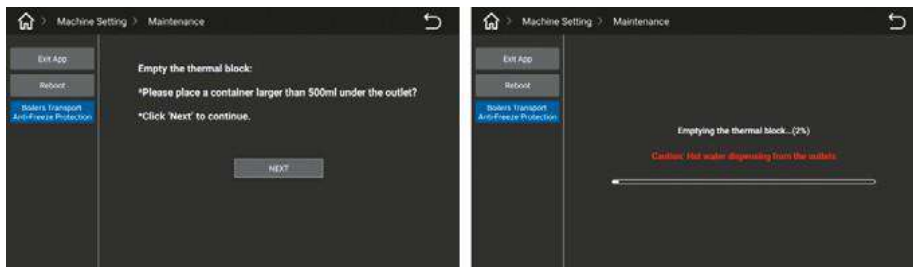 Machine Setting > Maintenance
Exit App
Reboot
Boilers Transport
Anti-Freeze Protection
Empty the thermal block:
*Please place a container larger than 500ml under the outlet?
*Click 'Next' to continue.
NEXT
Machine Setting > Maintenance
Exit App
Reboot
Boilers Transport
Anti-Freeze Protection
Emptying the thermal block...(2%)
Caution: Hot water dispensing from the outlets